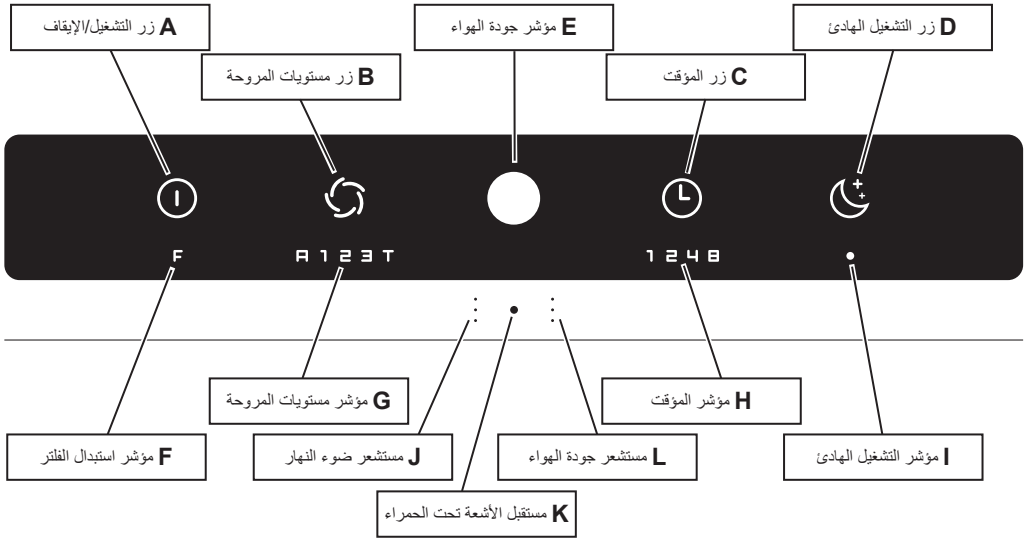 A زر التشغيل/الإيقاف
E مؤشر جودة الهواء
D زر التشغيل الهادئ
B زر مستويات المروحة
C زر المؤقت
F
A 1 2 3 T
1 2 4 8
G مؤشر مستويات المروحة
H مؤشر المؤقت
F مؤشر استبدال الفلتر
J مستشعر ضوء النهار
L مستشعر جودة الهواء
I مؤشر التشغيل الهادئ
K مستقبل الأشعة تحت الحمراء